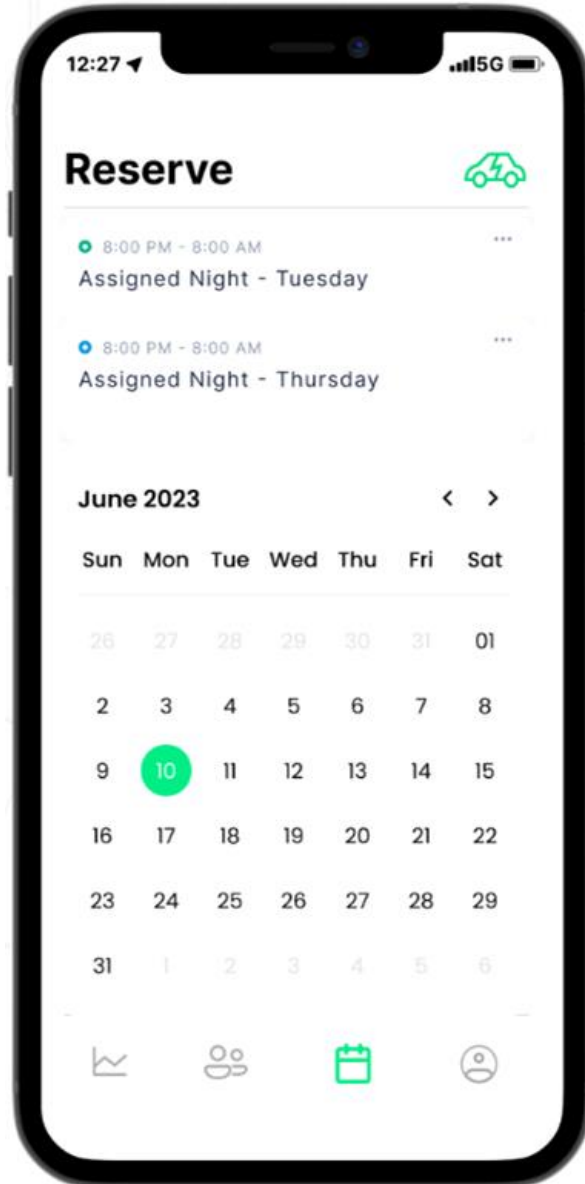 12:27 5G
Reserve
8:00 PM - 8:00 AM
Assigned Night - Tuesday
8:00 PM - 8:00 AM
Assigned Night - Thursday
June 2023 < >
Sun Mon Tue Wed Thu Fri Sat
26 27 28 29 30 31 01
2 3 4 5 6 7 8
9 10 11 12 13 14 15
16 17 18 19 20 21 22
23 24 25 26 27 28 29
31 1 2 3 4 5 6